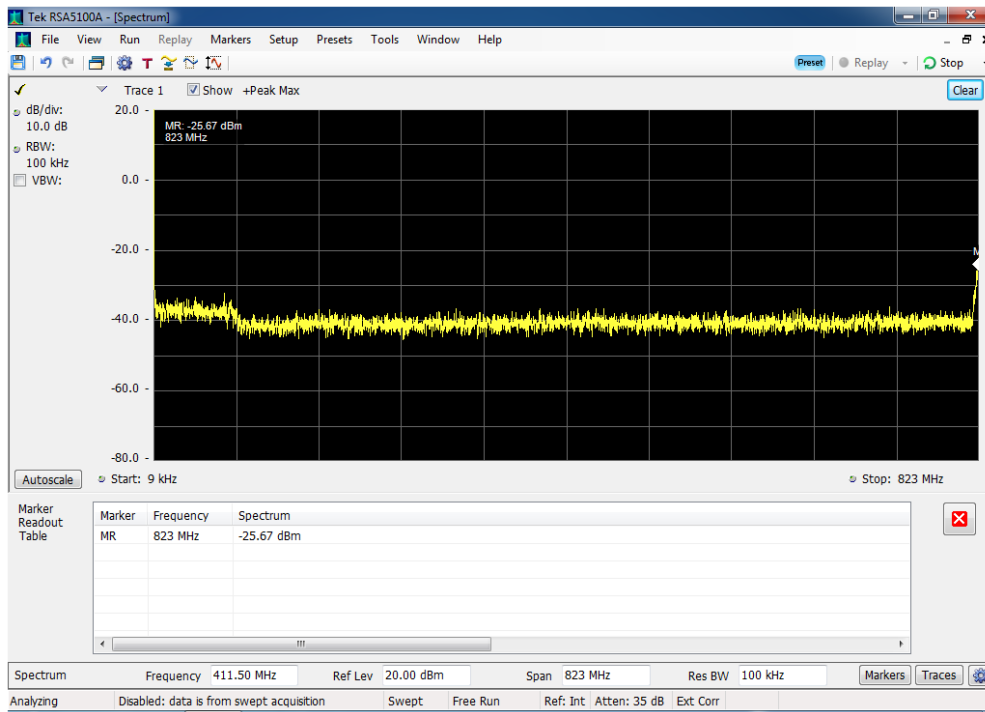 Tek RSA5100A - [Spectrum]
File View Run Replay Markers Setup Presets Tools Window Help
T Preset Replay Stop
Trace 1 Show +Peak Max Clear
dB/div:
10.0 dB
RBW:
100 kHz
VBW:
20.0 -
0.0 -
-20.0 -
-40.0 -
-60.0 -
-80.0 -
MR: -25.67 dBm
823 MHz
M
Autoscale Start: 9 kHz Stop: 823 MHz
Marker
Readout
Table
Marker Frequency Spectrum
MR 823 MHz -25.67 dBm
Spectrum Frequency 411.50 MHz Ref Lev 20.00 dBm Span 823 MHz Res BW 100 kHz Markers Traces
Analyzing Disabled: data is from swept acquisition Swept Free Run Ref: Int Atten: 35 dB Ext Corr